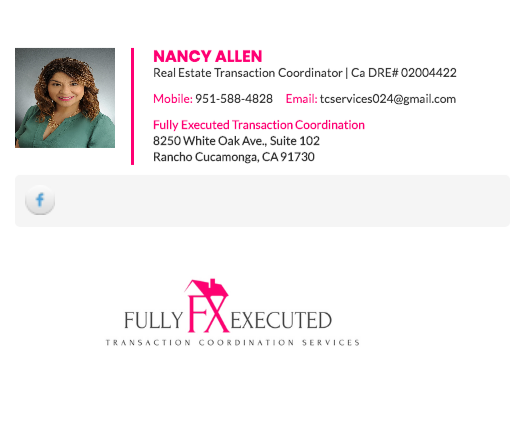 NANCY ALLEN
Real Estate Transaction Coordinator | Ca DRE# 02004422
Mobile: 951-588-4828 Email: tcservices024@gmail.com
Fully Executed Transaction Coordination
8250 White Oak Ave., Suite 102
Rancho Cucamonga, CA 91730
f
FULLY FX EXECUTED
TRANSACTION COORDINATION SERVICES